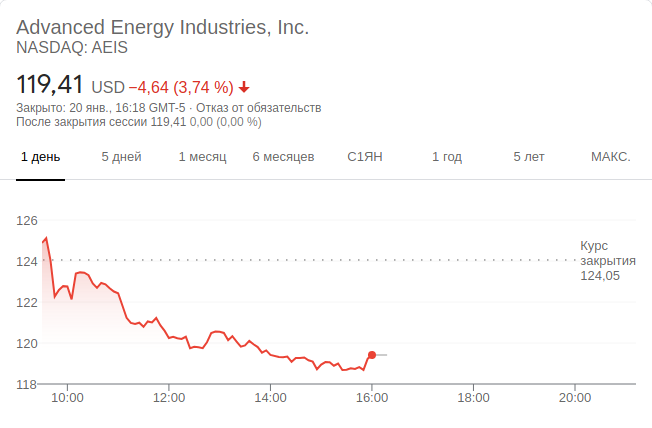 Advanced Energy Industries, Inc.
NASDAQ: AEIS
119,41 USD −4,64 (3,74 %)
Закрыто: 20 янв., 16:18 GMT-5 · Отказ от обязательств
После закрытия сессии 119,41 0,00 (0,00 %)
1 день 5 дней 1 месяц 6 месяцев С1ЯН 1 год 5 лет МАКС.
126
Курс
124 закрытия
124,05
122
120
118
10:00 12:00 14:00 16:00 18:00 20:00